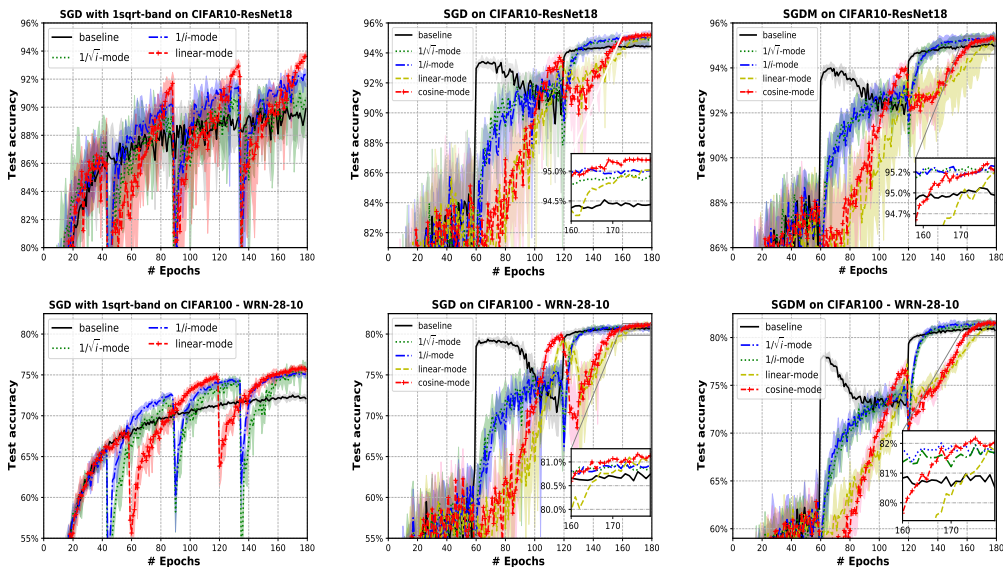 SGD with 1sqrt-band on CIFAR10-ResNet18
baseline
1/√i-mode
1/i-mode
linear-mode
Test accuracy
96%
94%
92%
90%
88%
86%
84%
82%
80%
0 20 40 60 80 100 120 140 160 180
# Epochs
SGD on CIFAR10-ResNet18
baseline
1/√i-mode
1/i-mode
linear-mode
cosine-mode
Test accuracy
96%
94%
92%
90%
88%
86%
84%
82%
95.0%
94.5%
160 170
0 20 40 60 80 100 120 140 160 180
# Epochs
SGDM on CIFAR10-ResNet18
baseline
1/√i-mode
1/i-mode
linear-mode
cosine-mode
Test accuracy
96%
94%
92%
90%
88%
86%
95.2%
95.0%
94.7%
160 170
0 20 40 60 80 100 120 140 160 180
# Epochs
SGD with 1sqrt-band on CIFAR100 - WRN-28-10
baseline
1/√i-mode
1/i-mode
linear-mode
Test accuracy
80%
75%
70%
65%
60%
55%
0 20 40 60 80 100 120 140 160 180
# Epochs
SGD on CIFAR100 - WRN-28-10
baseline
1/√i-mode
1/i-mode
linear-mode
cosine-mode
Test accuracy
80%
75%
70%
65%
60%
55%
81.0%
80.5%
80.0%
160 170
0 20 40 60 80 100 120 140 160 180
# Epochs
SGDM on CIFAR100 - WRN-28-10
baseline
1/√i-mode
1/i-mode
linear-mode
cosine-mode
Test accuracy
80%
75%
70%
65%
60%
82%
81%
80%
160 170
0 20 40 60 80 100 120 140 160 180
# Epochs